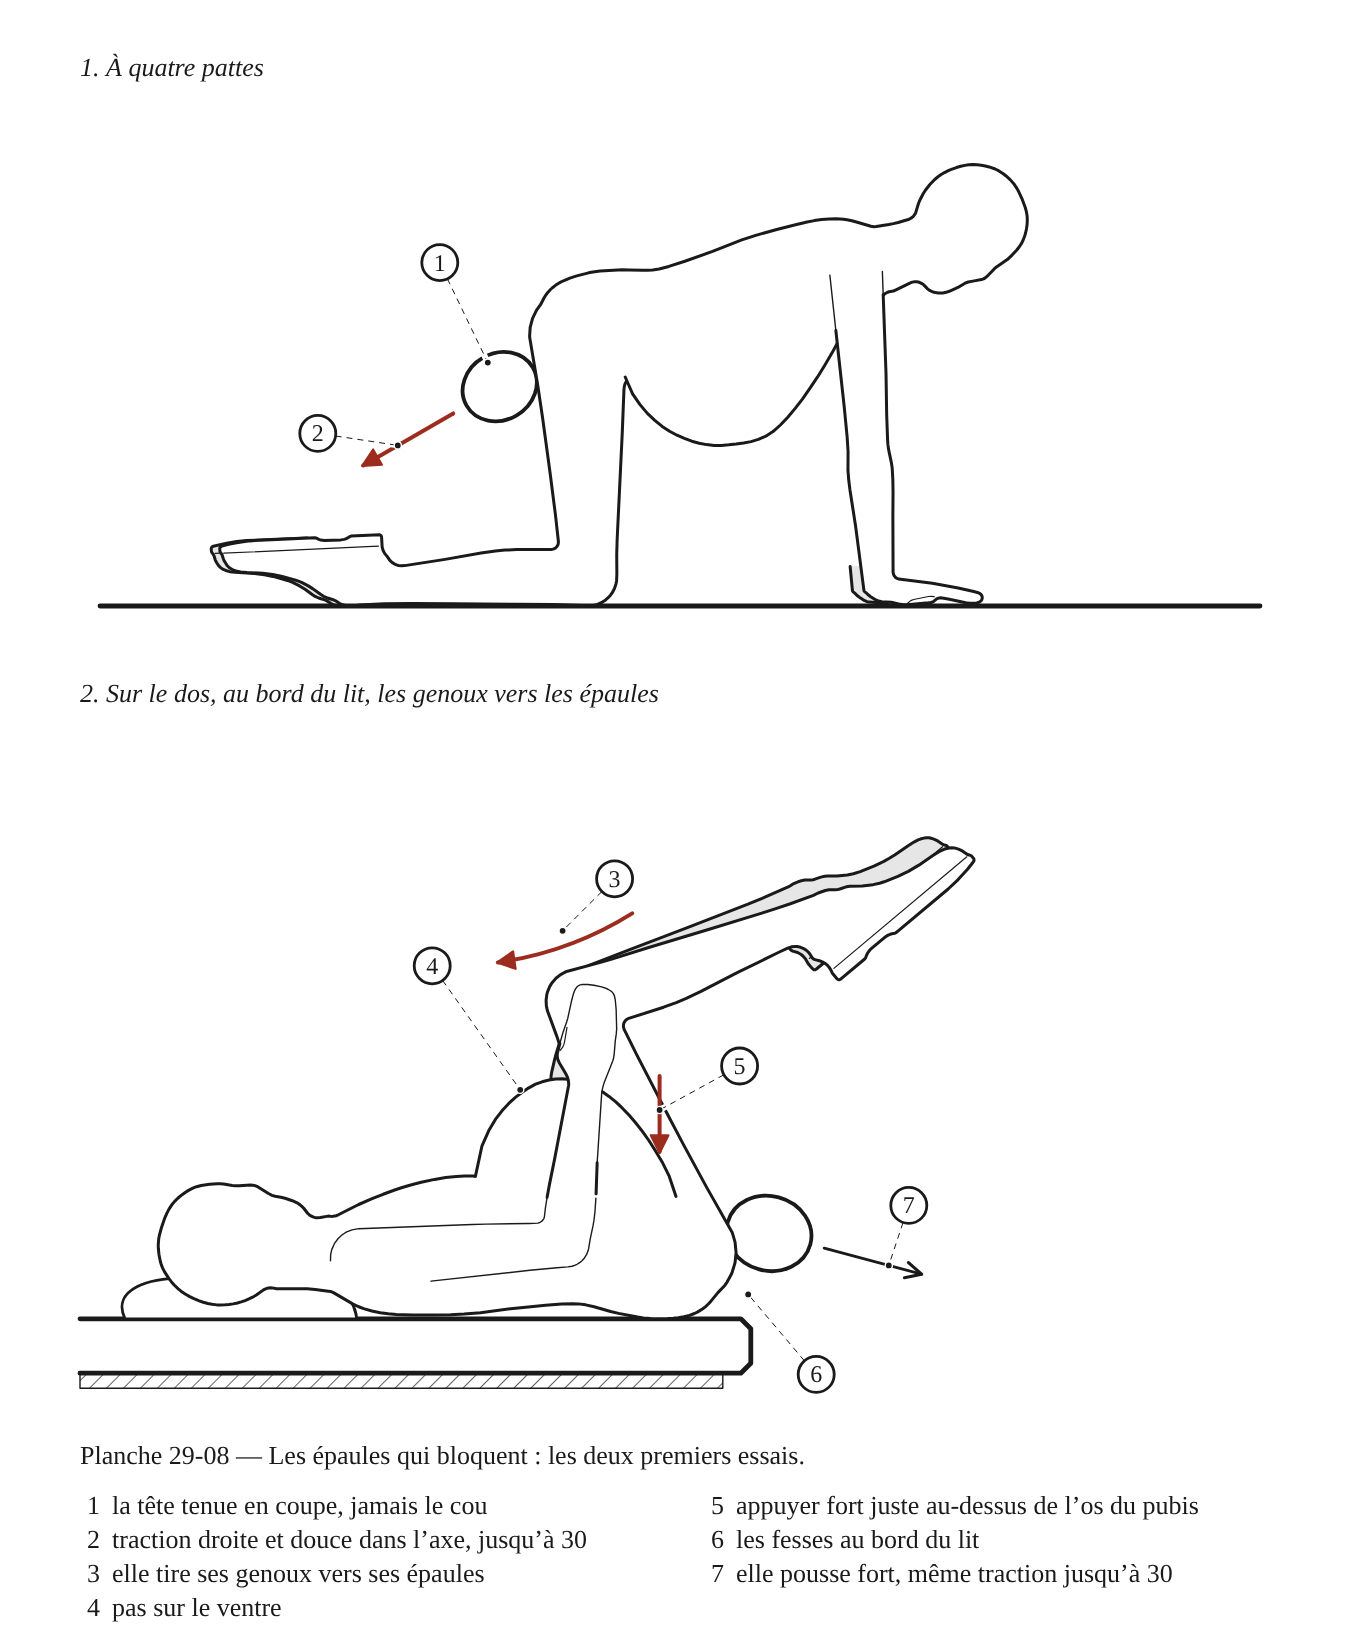 1. À quatre pattes
1
2
2. Sur le dos, au bord du lit, les genoux vers les épaules
3
4
5
7
6
Planche 29-08 — Les épaules qui bloquent : les deux premiers essais.
1 la tête tenue en coupe, jamais le cou
2 traction droite et douce dans l’axe, jusqu’à 30
3 elle tire ses genoux vers ses épaules
4 pas sur le ventre
5 appuyer fort juste au-dessus de l’os du pubis
6 les fesses au bord du lit
7 elle pousse fort, même traction jusqu’à 30